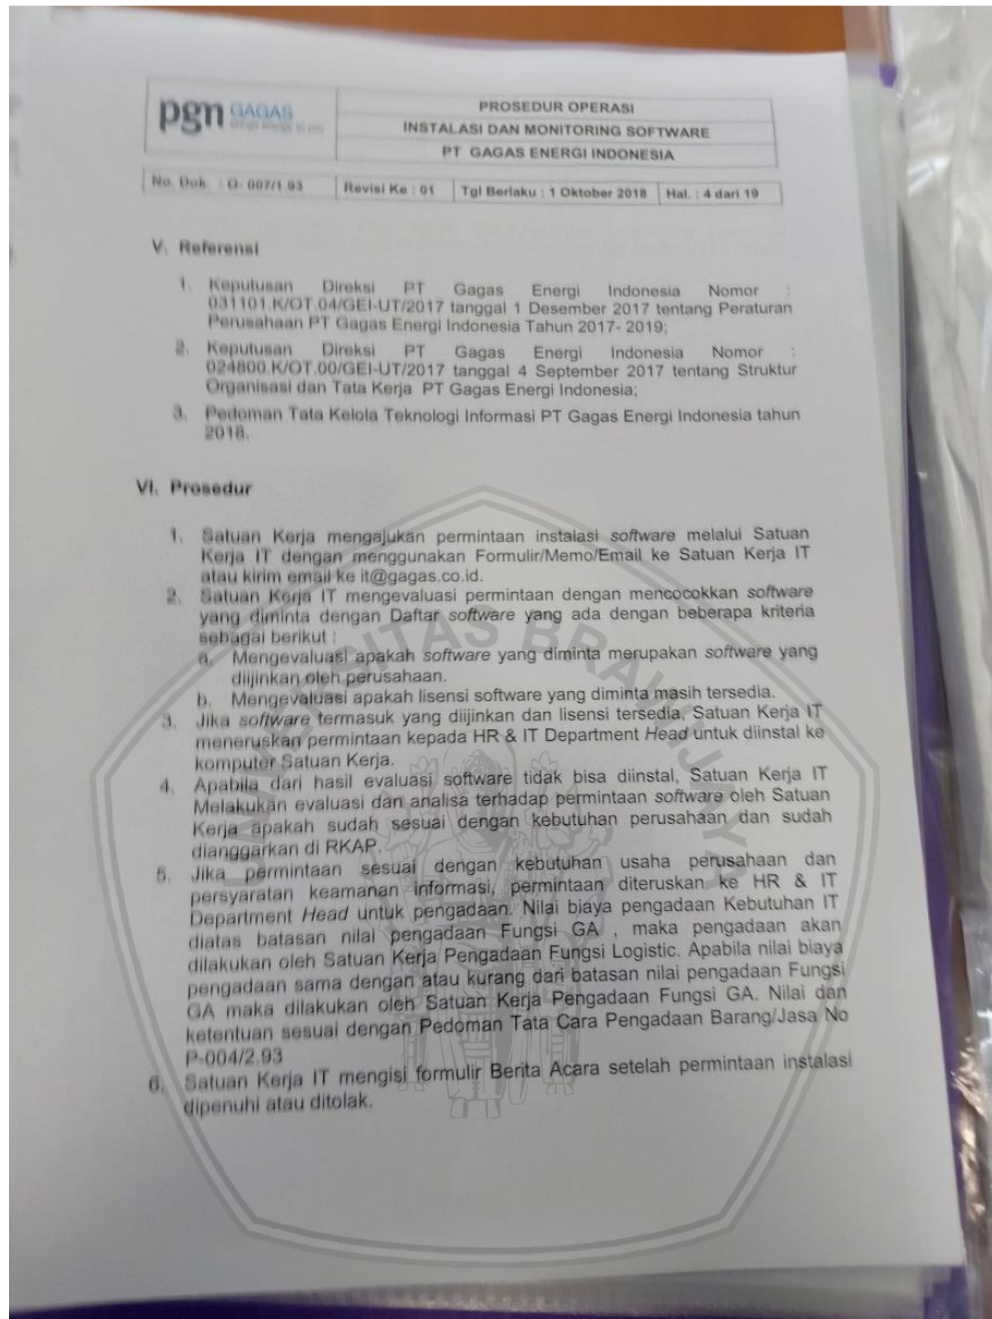 pgn GAGAS
PROSEDUR OPERASI
INSTALASI DAN MONITORING SOFTWARE
PT GAGAS ENERGI INDONESIA
No. Dok. : O- 007/1.93 Revisi Ke : 01 Tgl Berlaku : 1 Oktober 2018 Hal. : 4 dari 19
V. Referensi
1. Keputusan Direksi PT Gagas Energi Indonesia Nomor :
031101.K/OT.04/GEI-UT/2017 tanggal 1 Desember 2017 tentang Peraturan
Perusahaan PT Gagas Energi Indonesia Tahun 2017- 2019;
2. Keputusan Direksi PT Gagas Energi Indonesia Nomor :
024800.K/OT.00/GEI-UT/2017 tanggal 4 September 2017 tentang Struktur
Organisasi dan Tata Kerja PT Gagas Energi Indonesia;
3. Pedoman Tata Kelola Teknologi Informasi PT Gagas Energi Indonesia tahun
2018.
VI. Prosedur
1. Satuan Kerja mengajukan permintaan instalasi software melalui Satuan
Kerja IT dengan menggunakan Formulir/Memo/Email ke Satuan Kerja IT
atau kirim email ke it@gagas.co.id.
2. Satuan Kerja IT mengevaluasi permintaan dengan mencocokkan software
yang diminta dengan Daftar software yang ada dengan beberapa kriteria
sebagai berikut :
a. Mengevaluasi apakah software yang diminta merupakan software yang
diijinkan oleh perusahaan.
b. Mengevaluasi apakah lisensi software yang diminta masih tersedia.
3. Jika software termasuk yang diijinkan dan lisensi tersedia, Satuan Kerja IT
meneruskan permintaan kepada HR & IT Department Head untuk diinstal ke
komputer Satuan Kerja.
4. Apabila dari hasil evaluasi software tidak bisa diinstal, Satuan Kerja IT
Melakukan evaluasi dan analisa terhadap permintaan software oleh Satuan
Kerja apakah sudah sesuai dengan kebutuhan perusahaan dan sudah
dianggarkan di RKAP.
5. Jika permintaan sesuai dengan kebutuhan usaha perusahaan dan
persyaratan keamanan informasi, permintaan diteruskan ke HR & IT
Department Head untuk pengadaan. Nilai biaya pengadaan Kebutuhan IT
diatas batasan nilai pengadaan Fungsi GA , maka pengadaan akan
dilakukan oleh Satuan Kerja Pengadaan Fungsi Logistic. Apabila nilai biaya
pengadaan sama dengan atau kurang dari batasan nilai pengadaan Fungsi
GA maka dilakukan oleh Satuan Kerja Pengadaan Fungsi GA. Nilai dan
ketentuan sesuai dengan Pedoman Tata Cara Pengadaan Barang/Jasa No
P-004/2.93
6. Satuan Kerja IT mengisi formulir Berita Acara setelah permintaan instalasi
dipenuhi atau ditolak.
UNIVERSITAS BRAWIJAYA